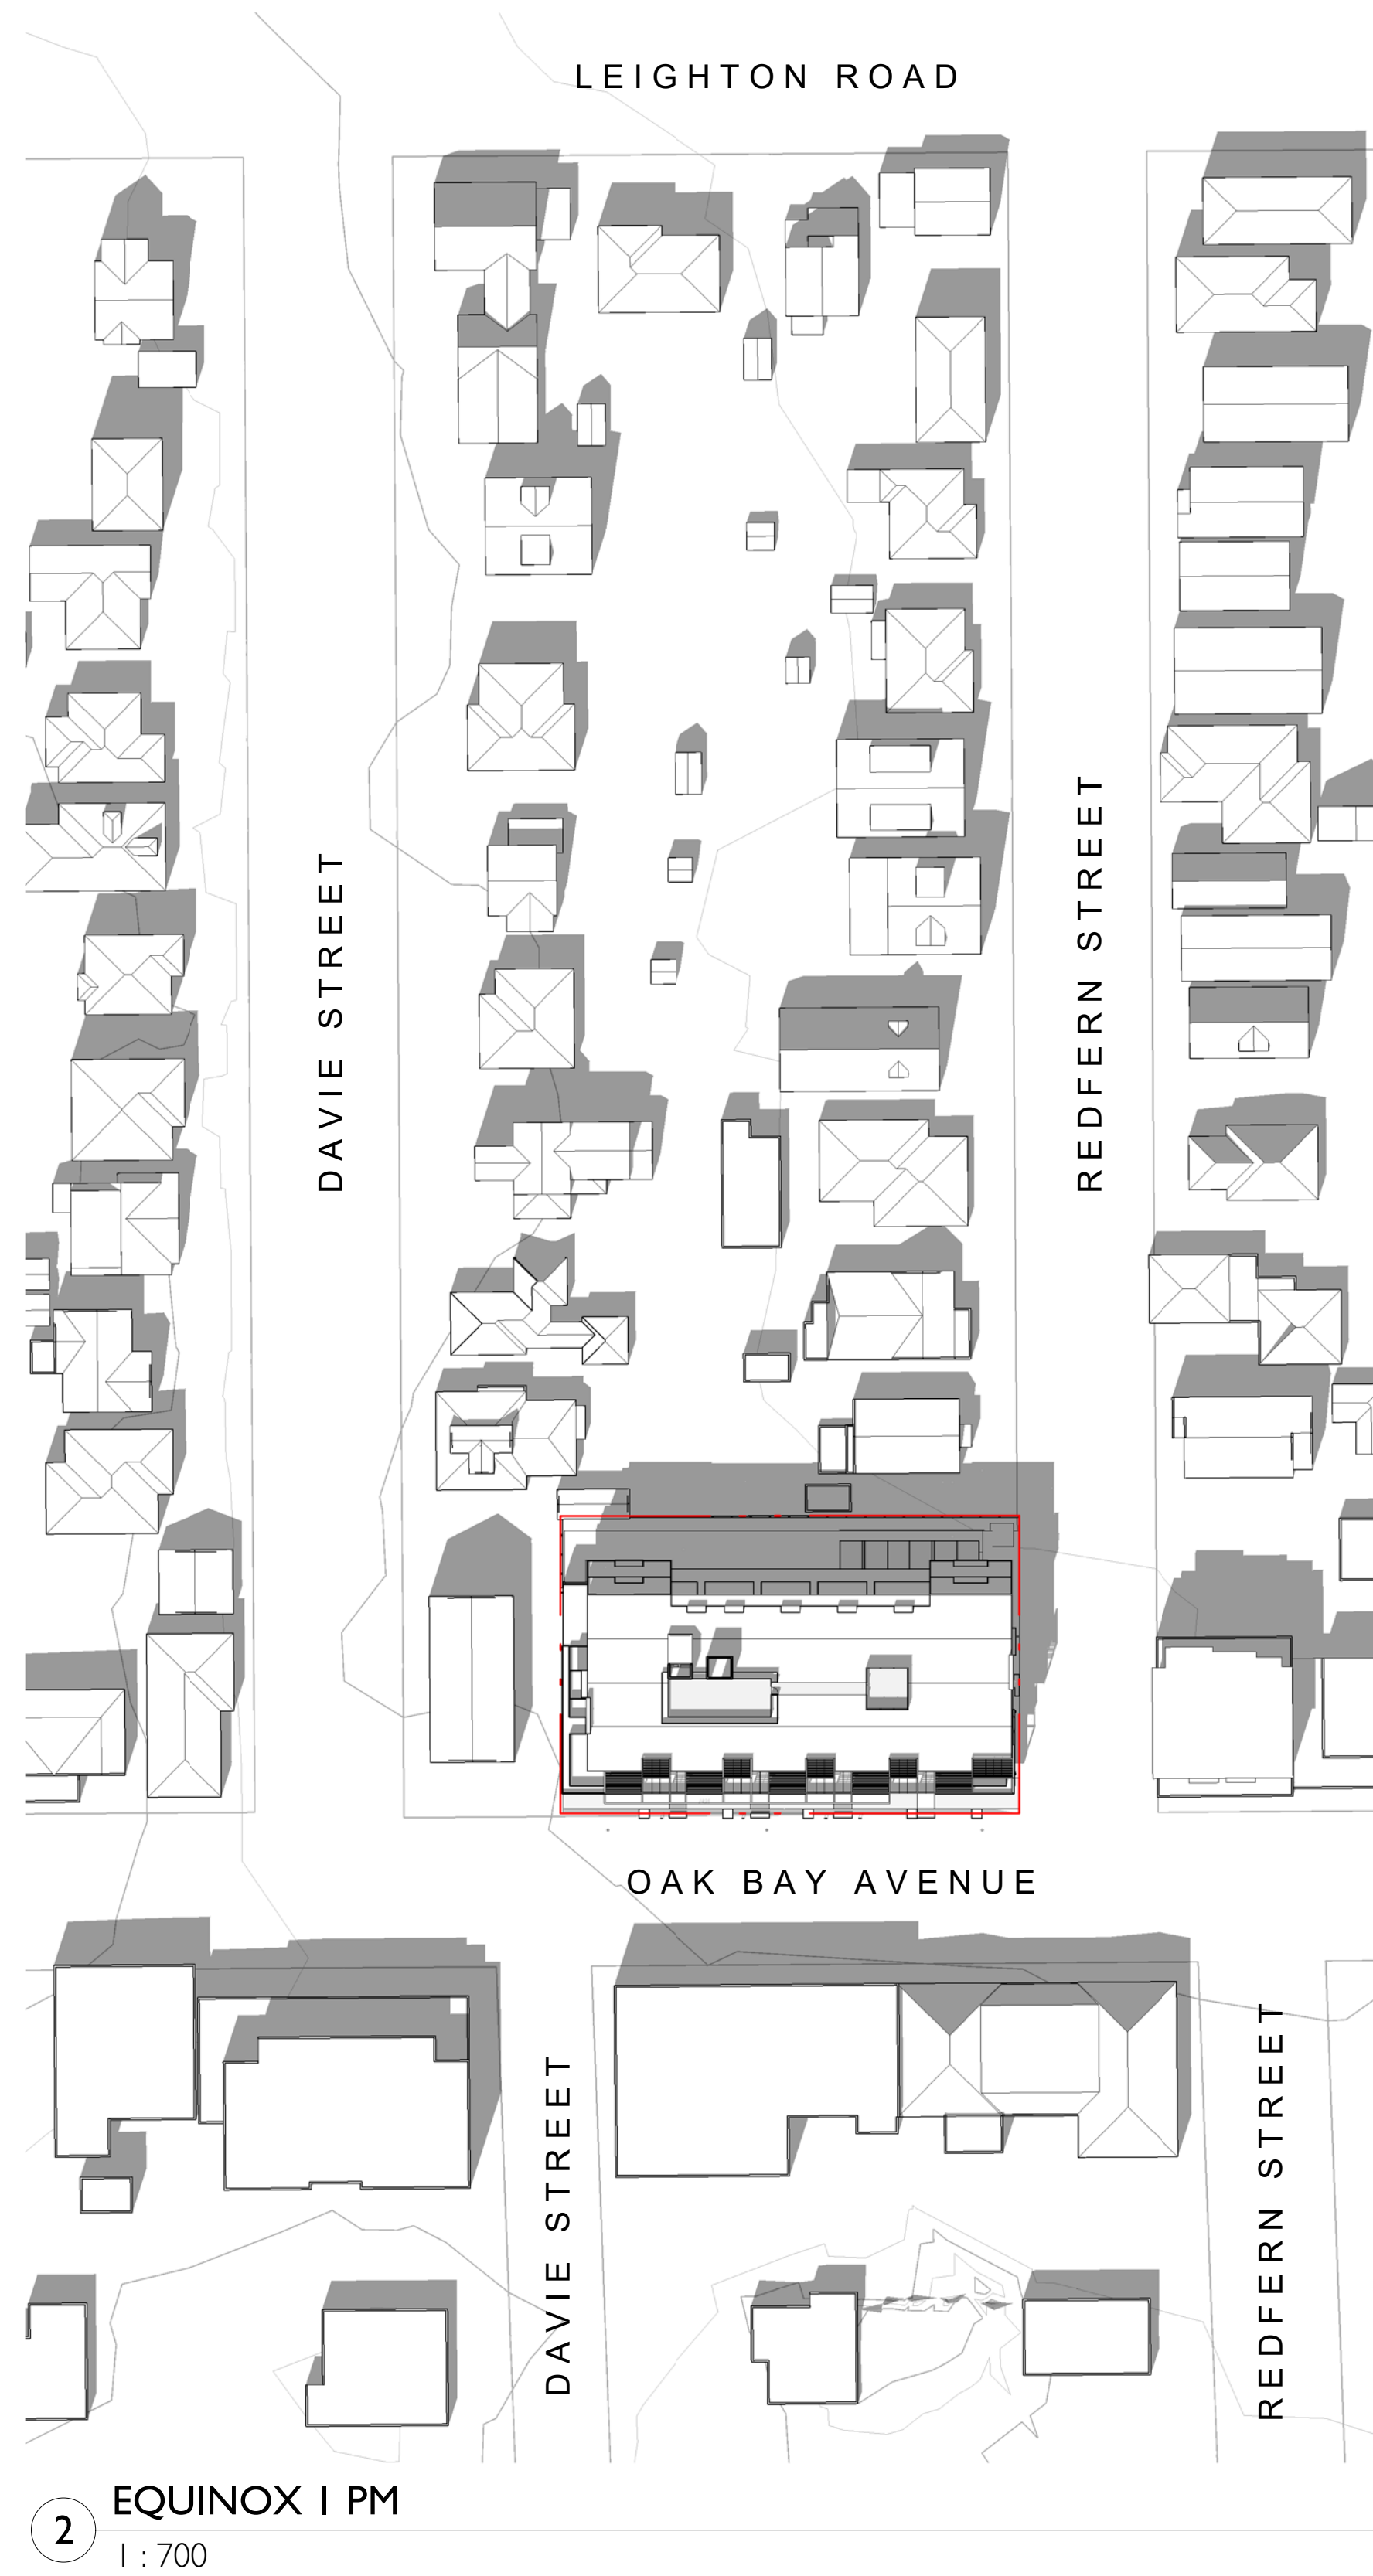 LEIGHTON ROAD
DAVIE STREET
REDFERN STREET
OAK BAY AVENUE
DAVIE STREET
REDFERN STREET
2
EQUINOX 1 PM
1 : 700